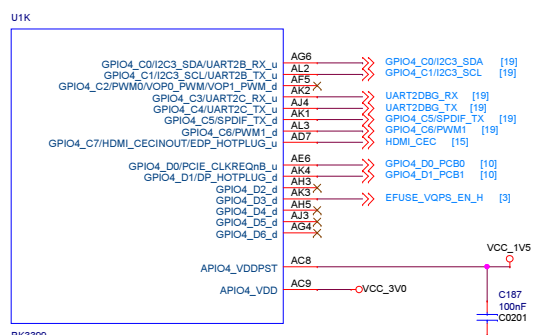 U1K
GPIO4_C0/I2C3_SDA/UART2B_RX_u AG6 GPIO4_C0/I2C3_SDA [19]
GPIO4_C1/I2C3_SCL/UART2B_TX_u AL2 GPIO4_C1/I2C3_SCL [19]
GPIO4_C2/PWM0/VOP0_PWM/VOP1_PWM_d AF5
GPIO4_C3/UART2C_RX_u AK2 UART2DBG_RX [19]
GPIO4_C4/UART2C_TX_u AJ4 UART2DBG_TX [19]
GPIO4_C5/SPDIF_TX_d AK1 GPIO4_C5/SPDIF_TX [19]
GPIO4_C6/PWM1_d AL3 GPIO4_C6/PWM1 [19]
GPIO4_C7/HDMI_CECINOUT/EDP_HOTPLUG_u AD7 HDMI_CEC [15]
GPIO4_D0/PCIE_CLKREQnB_u AE6 GPIO4_D0_PCB0 [10]
GPIO4_D1/DP_HOTPLUG_d AK4 GPIO4_D1_PCB1 [10]
GPIO4_D2_d AH3
GPIO4_D3_d AK3 EFUSE_VQPS_EN_H [3]
GPIO4_D4_d AH5
GPIO4_D5_d AJ3
GPIO4_D6_d AG4
VCC_1V5
APIO4_VDDPST AC8
APIO4_VDD AC9 VCC_3V0
C187
100nF
C0201
RK3399